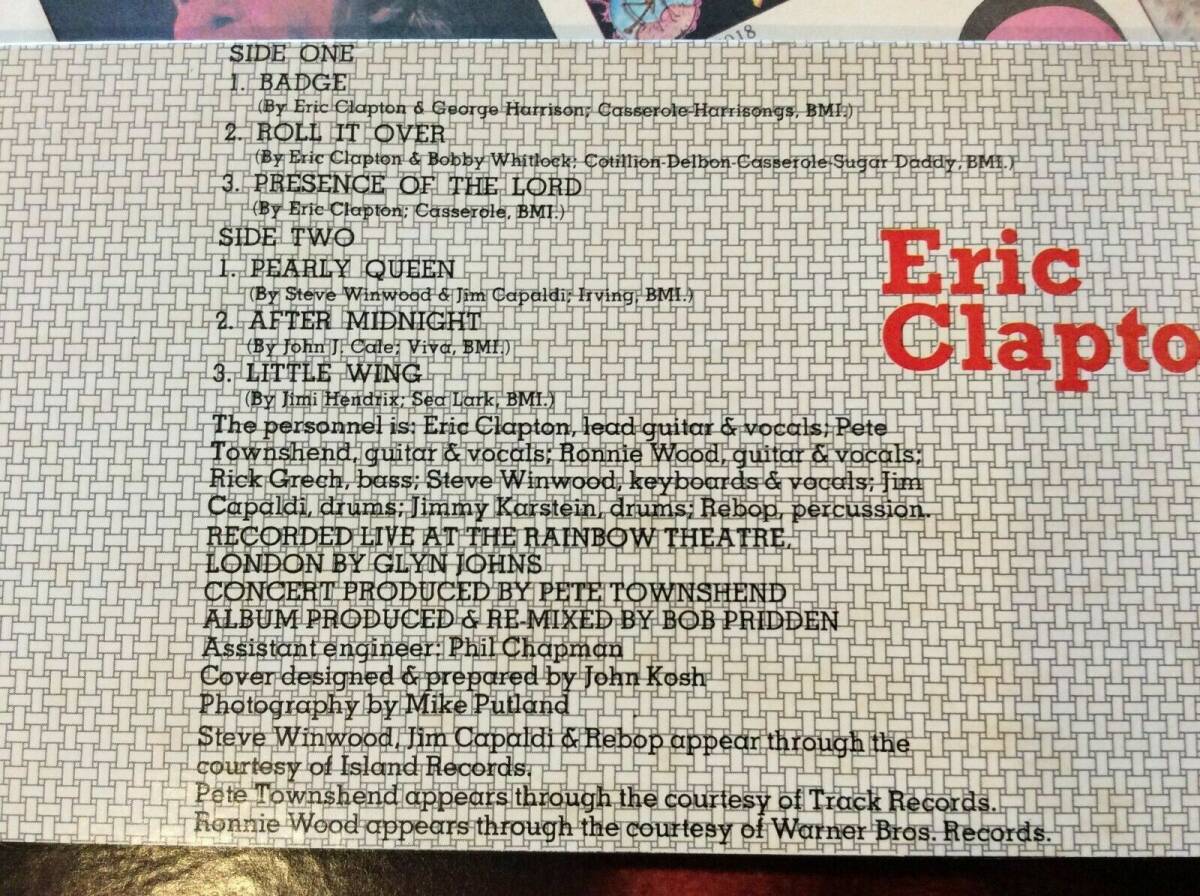 018
SIDE ONE
1. BADGE
(By Eric Clapton & George Harrison; Casserole-Harrisongs, BMI.)
2. ROLL IT OVER
(By Eric Clapton & Bobby Whitlock; Cotillion-Delbon-Casserole-Sugar Daddy, BMI.)
3. PRESENCE OF THE LORD
(By Eric Clapton; Casserole, BMI.)
SIDE TWO
1. PEARLY QUEEN
(By Steve Winwood & Jim Capaldi; Irving, BMI.)
2. AFTER MIDNIGHT
(By John J. Cale; Viva, BMI.)
3. LITTLE WING
(By Jimi Hendrix; Sea Lark, BMI.)
The personnel is: Eric Clapton, lead guitar & vocals; Pete
Townshend, guitar & vocals; Ronnie Wood, guitar & vocals;
Rick Grech, bass; Steve Winwood, keyboards & vocals; Jim
Capaldi, drums; Jimmy Karstein, drums; Rebop, percussion.
RECORDED LIVE AT THE RAINBOW THEATRE,
LONDON BY GLYN JOHNS
CONCERT PRODUCED BY PETE TOWNSHEND
ALBUM PRODUCED & RE-MIXED BY BOB PRIDDEN
Assistant engineer: Phil Chapman
Cover designed & prepared by John Kosh
Photography by Mike Putland
Steve Winwood, Jim Capaldi & Rebop appear through the
courtesy of Island Records.
Pete Townshend appears through the courtesy of Track Records.
Ronnie Wood appears through the courtesy of Warner Bros. Records.
Eric
Clapto